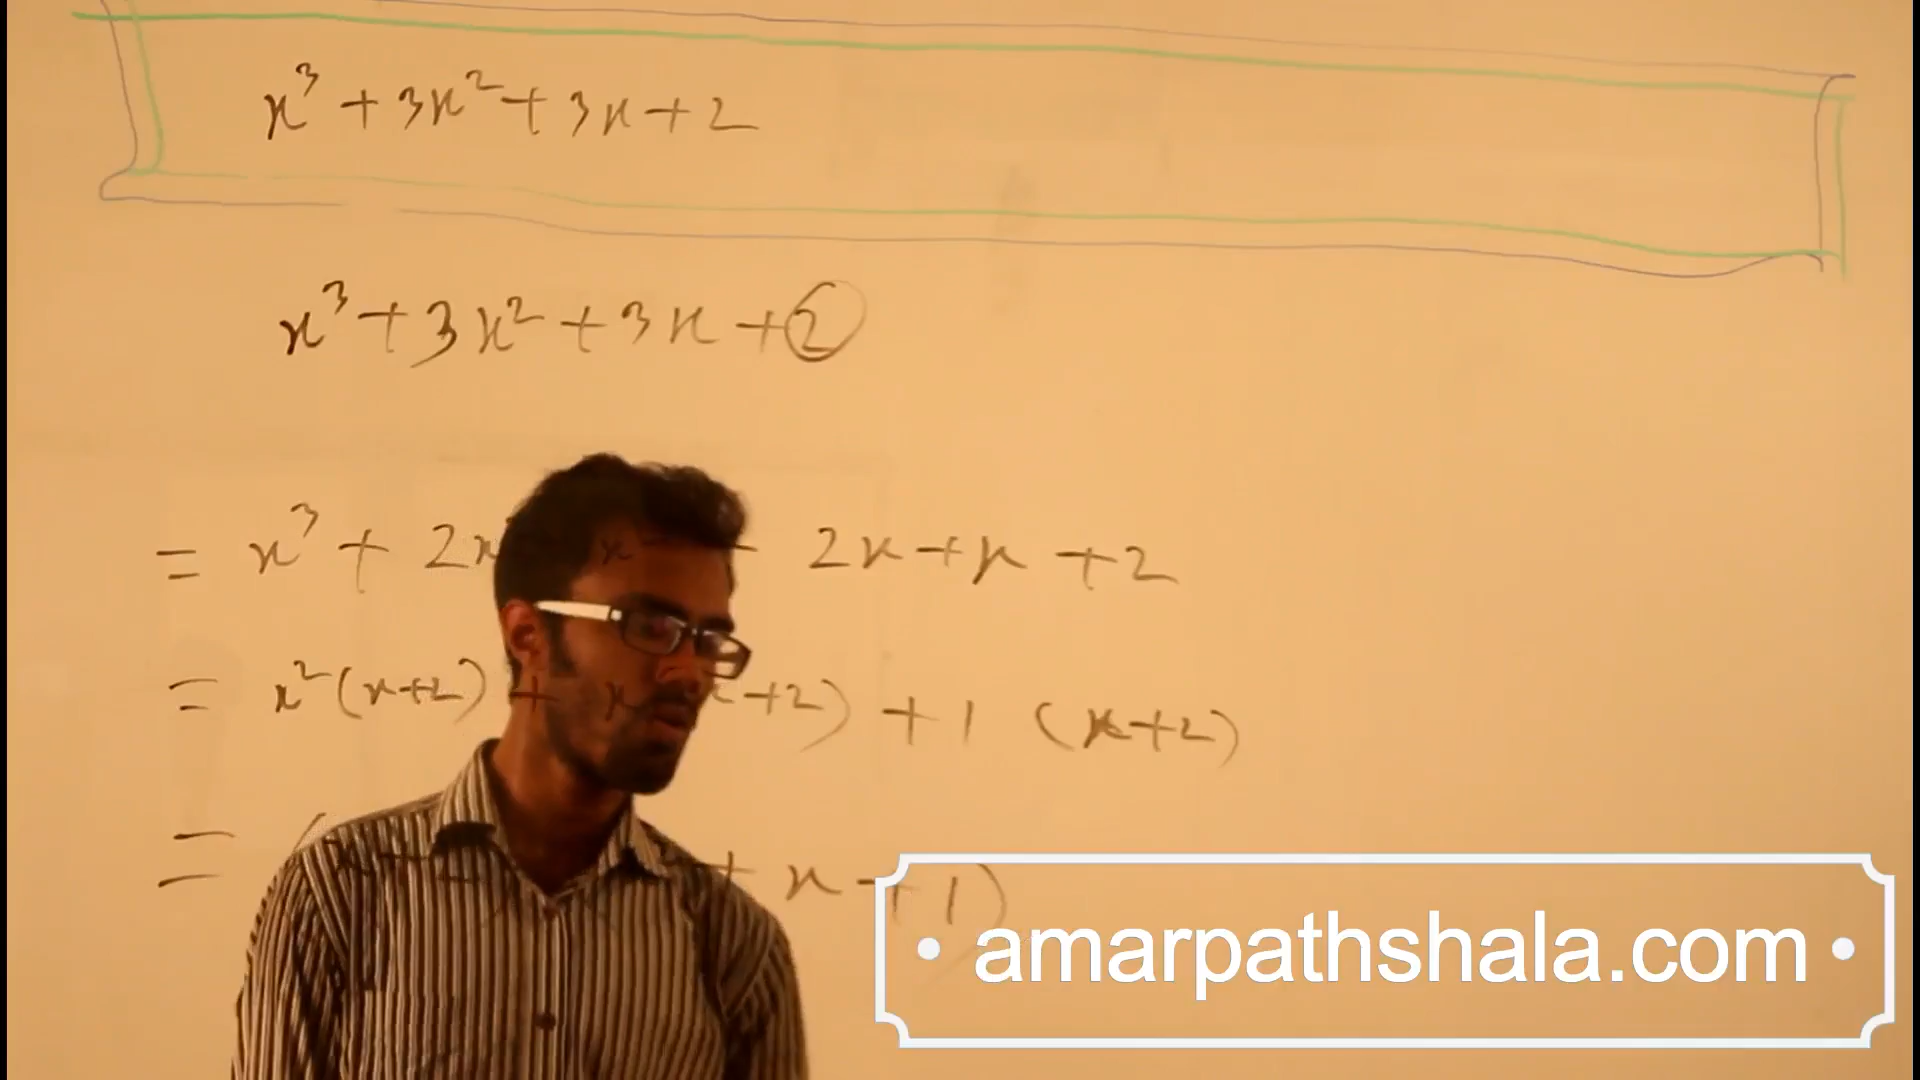 x³ + 3x² + 3x + 2
x³ + 3x² + 3x + 2
= x³ + 2x + 2x + x + 2
= x²(x+2) + x(x+2) + 1 (x+2)
= (x+2 + x + 1)
amarpathshala.com